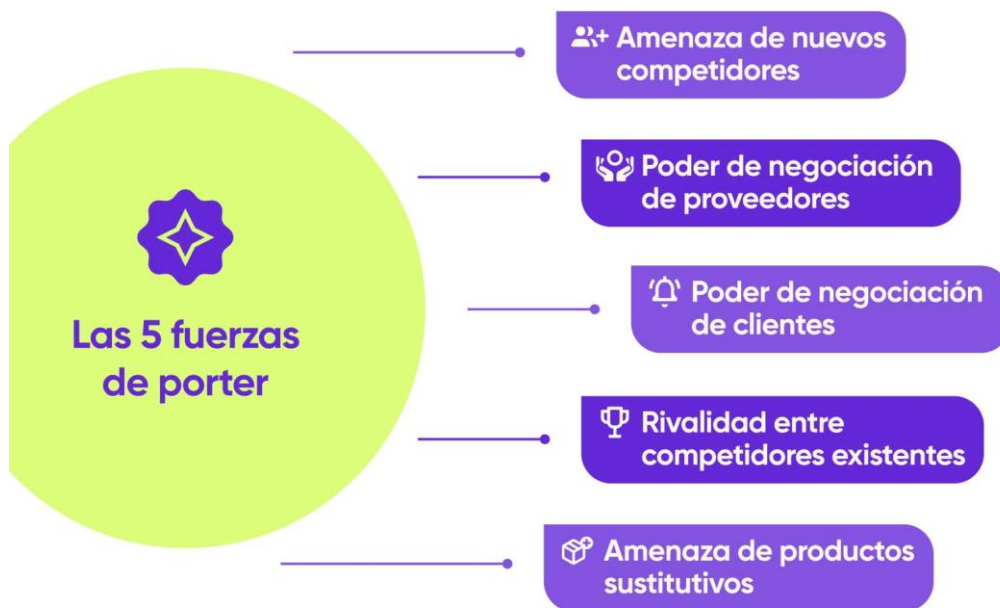 Amenaza de nuevos
competidores
Poder de negociación
de proveedores
Las 5 fuerzas
de porter
Poder de negociación
de clientes
Rivalidad entre
competidores existentes
Amenaza de productos
sustitutivos